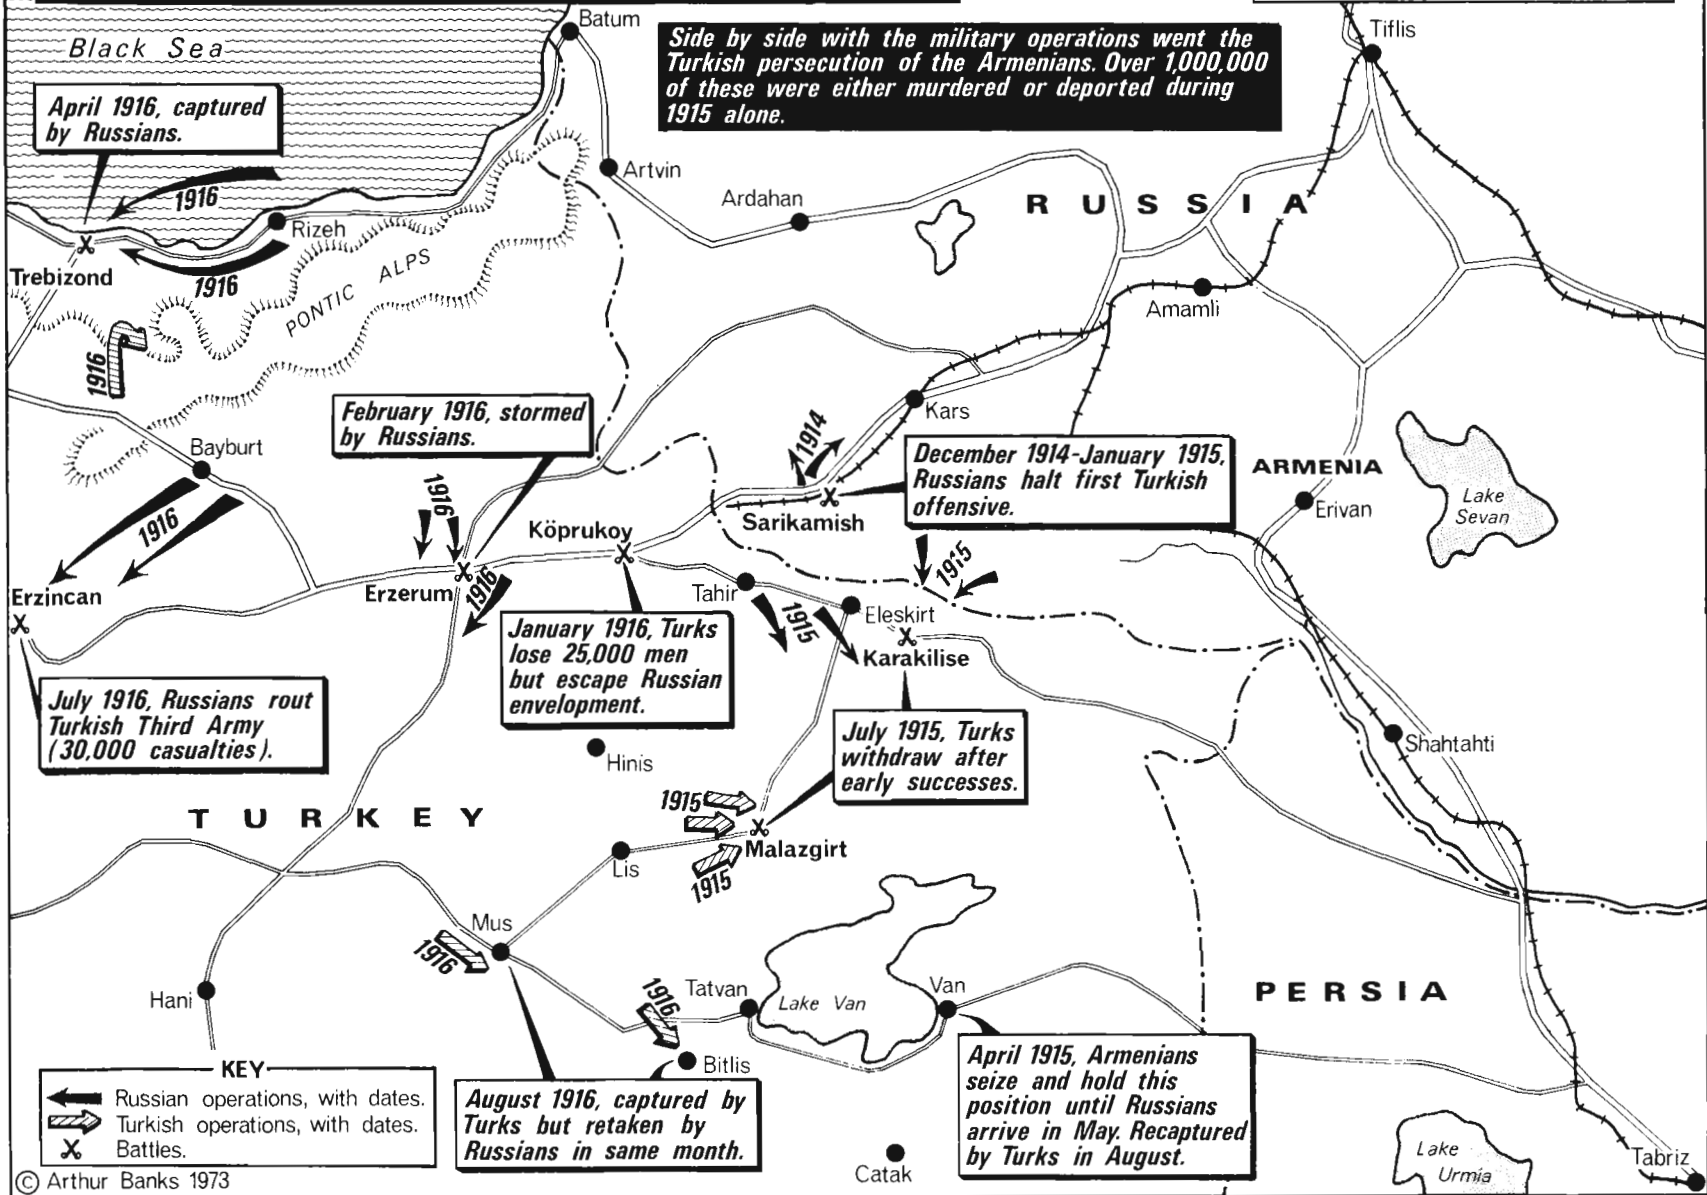 Batum
Tiflis
Black Sea
Side by side with the military operations went the
Turkish persecution of the Armenians. Over 1,000,000
of these were either murdered or deported during
1915 alone.
April 1916, captured
by Russians.
1916
Artvin
Ardahan
RUSSIA
Rizeh
Trebizond
1916
PONTIC ALPS
Amamli
1916
February 1916, stormed
by Russians.
Kars
1914
December 1914-January 1915,
Russians halt first Turkish
offensive.
ARMENIA
Bayburt
Lake
Sevan
Erivan
1916
1916
Köprukoy
Sarikamish
1915
Erzincan
Erzerum
1916
Tahir
1915
Eleskirt
Karakilise
January 1916, Turks
lose 25,000 men
but escape Russian
envelopment.
July 1916, Russians rout
Turkish Third Army
(30,000 casualties).
July 1915, Turks
withdraw after
early successes.
Shahtahti
Hinis
TURKEY
1915
Malazgirt
Lis
1915
Mus
1916
Hani
1916
Tatvan
Lake Van
Van
PERSIA
Bitlis
April 1915, Armenians
seize and hold this
position until Russians
arrive in May. Recaptured
by Turks in August.
August 1916, captured by
Turks but retaken by
Russians in same month.
KEY
Russian operations, with dates.
Turkish operations, with dates.
Battles.
Catak
Lake
Urmia
Tabriz
© Arthur Banks 1973